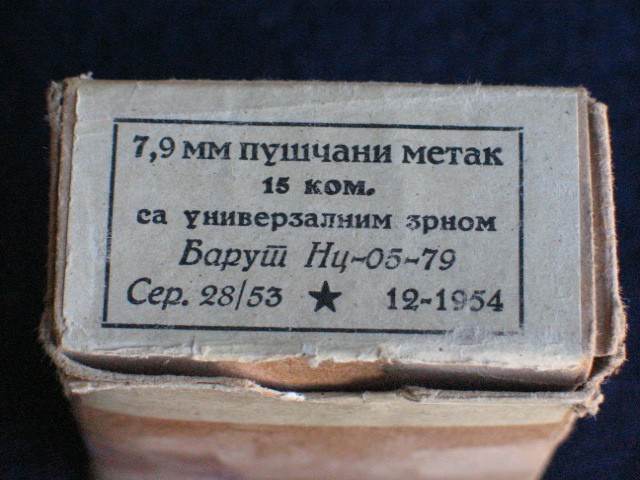 7,9 мм пушчани метак
15 ком.
са универзалним зрном
Барут Нц-05-79
Сер. 28/53 ★ 12-1954